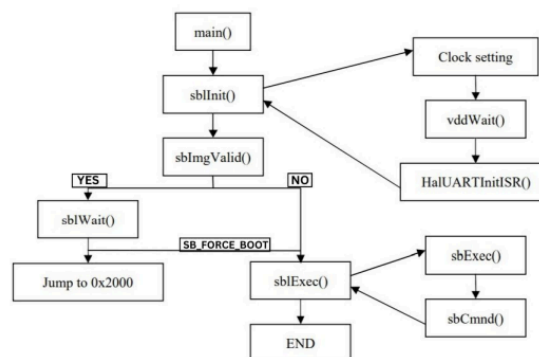 main()
Clock setting
sblInit()
vddWait()
sbImgValid()
HalUARTInitISR()
YES
NO
sblWait()
SB_FORCE_BOOT
Jump to 0x2000
sblExec()
sbExec()
sbCmnd()
END